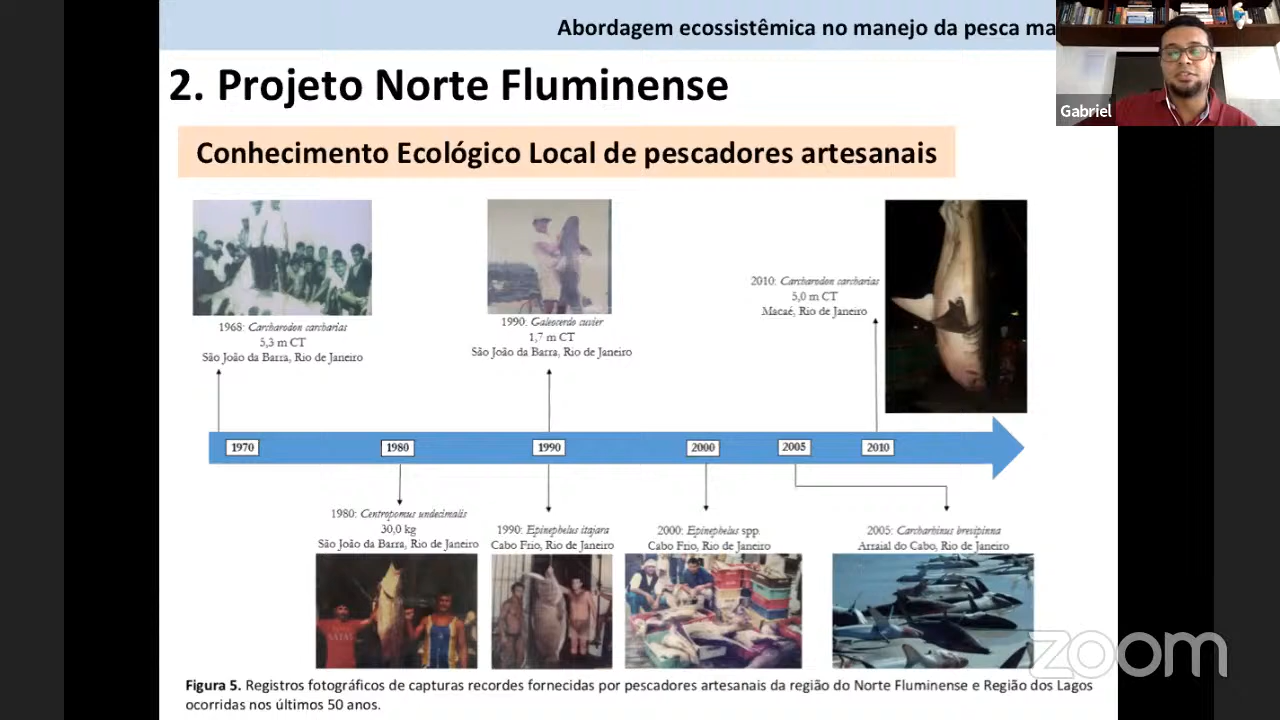 Abordagem ecossistêmica no manejo da pesca ma
Gabriel
2. Projeto Norte Fluminense
Conhecimento Ecológico Local de pescadores artesanais
1968: Carcharodon carcharias
5,3 m CT
São João da Barra, Rio de Janeiro
1990: Galeocerdo cuvier
1,7 m CT
São João da Barra, Rio de Janeiro
2010: Carcharodon carcharias
5,0 m CT
Macaé, Rio de Janeiro
1970
1980
1990
2000
2005
2010
1980: Centropomus undecimalis
30,0 kg
São João da Barra, Rio de Janeiro
1990: Epinephelus itajara
Cabo Frio, Rio de Janeiro
2000: Epinephelus spp.
Cabo Frio, Rio de Janeiro
2005: Carcharhinus brevipinna
Arraial do Cabo, Rio de Janeiro
zoom
Figura 5. Registros fotográficos de capturas recordes fornecidas por pescadores artesanais da região do Norte Fluminense e Região dos Lagos
ocorridas nos últimos 50 anos.